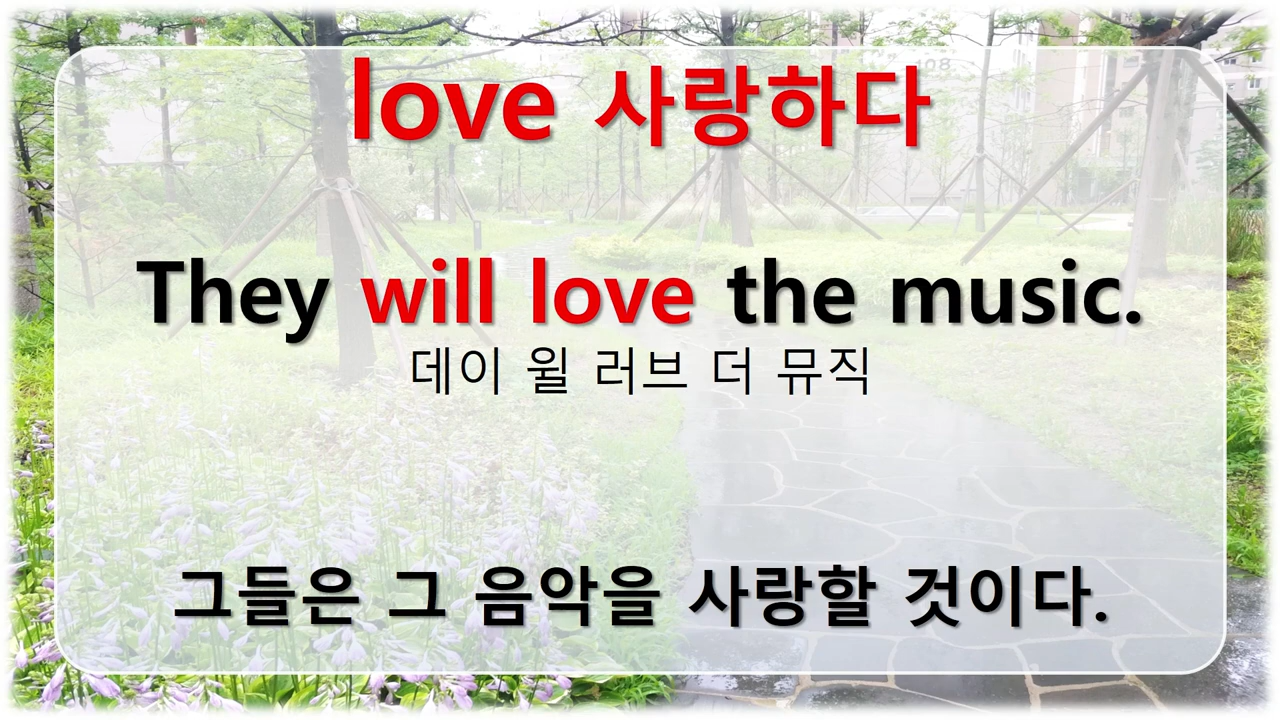 love 사랑하다
They will love the music.
데이 윌 러브 더 뮤직
그들은 그 음악을 사랑할 것이다.
108